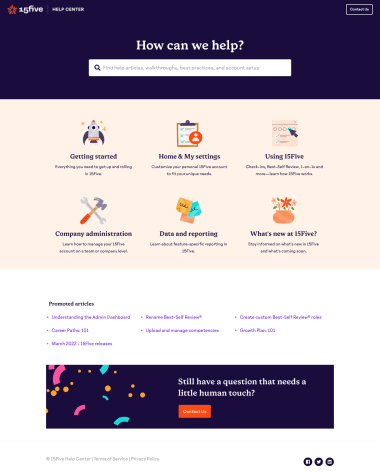 15five | HELP CENTER
Contact Us
How can we help?
Find help articles, walkthroughs, best practices, and account setup
Getting started
Everything you need to get up and rolling
in 15Five.
Home & My settings
Customize your personal 15Five account
to fit your unique needs.
Using 15Five
Check-ins, Best-Self Review, 1-on-1s and
more—learn how 15Five works.
Company administration
Learn how to manage your 15Five
account on a team or company level.
Data and reporting
Learn about feature-specific reporting in
15Five.
What's new at 15Five?
Stay informed on what's new in 15Five
and what's coming soon.
Promoted articles
• Understanding the Admin Dashboard
• Rename Best-Self Review®
• Create custom Best-Self Review® roles
• Career Paths 101
• Upload and manage competencies
• Growth Plan 101
• March 2022 - 15Five releases
Still have a question that needs a
little human touch?
Contact Us
© 15Five Help Center | Terms of Service | Privacy Policy